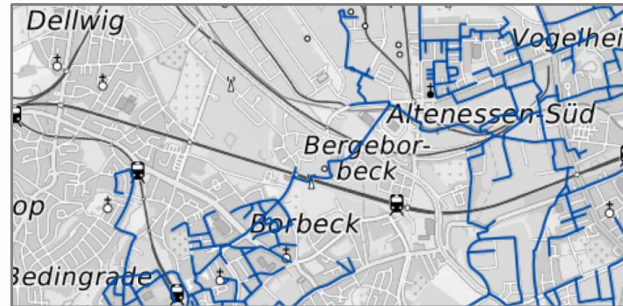 Dellwig
Vogelhei
Altenessen-Süd
Bergebor-
beck
op
Borbeck
Bedingrade